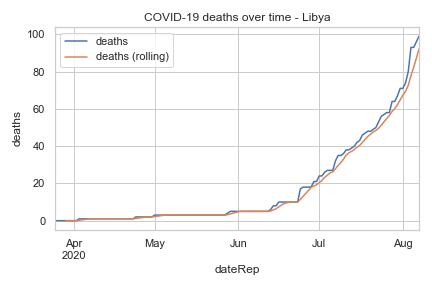 COVID-19 deaths over time - Libya
deaths
deaths (rolling)
100
80
60
40
20
0
deaths
Apr
2020
May
Jun
Jul
Aug
dateRep